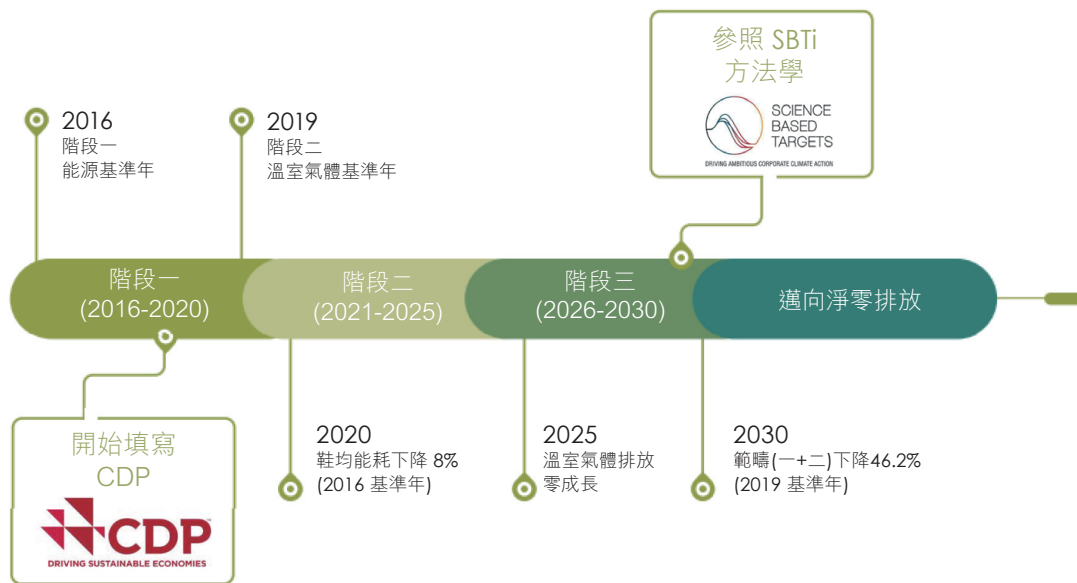 參照 SBTi
方法學
SCIENCE
BASED
TARGETS
DRIVING AMBITIOUS CORPORATE CLIMATE ACTION
2016
階段一
能源基準年
2019
階段二
溫室氣體基準年
階段一
(2016-2020)
階段二
(2021-2025)
階段三
(2026-2030)
邁向淨零排放
開始填寫
CDP
CDP
DRIVING SUSTAINABLE ECONOMIES
2020
鞋均能耗下降 8%
(2016 基準年)
2025
溫室氣體排放
零成長
2030
範疇(一+二)下降46.2%
(2019 基準年)